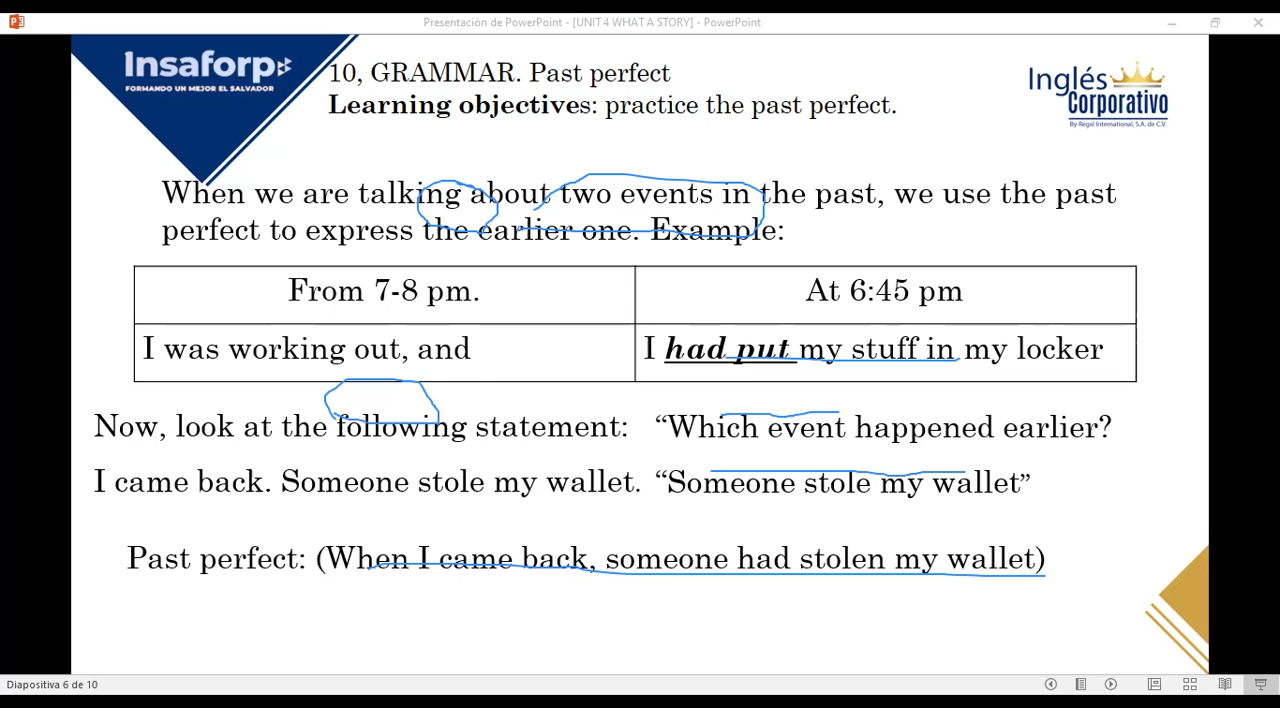 Presentación de PowerPoint - [UNIT 4 WHAT A STORY] - PowerPoint
Insaforp
FORMANDO UN MEJOR EL SALVADOR
10, GRAMMAR. Past perfect
Learning objectives: practice the past perfect.
Inglés
Corporativo
By Regal International, S.A. de C.V.
When we are talking about two events in the past, we use the past
perfect to express the earlier one. Example:
From 7-8 pm.
At 6:45 pm
I was working out, and
I had put my stuff in my locker
Now, look at the following statement:
“Which event happened earlier?
I came back. Someone stole my wallet.
“Someone stole my wallet”
Past perfect: (When I came back, someone had stolen my wallet)
Diapositiva 6 de 10